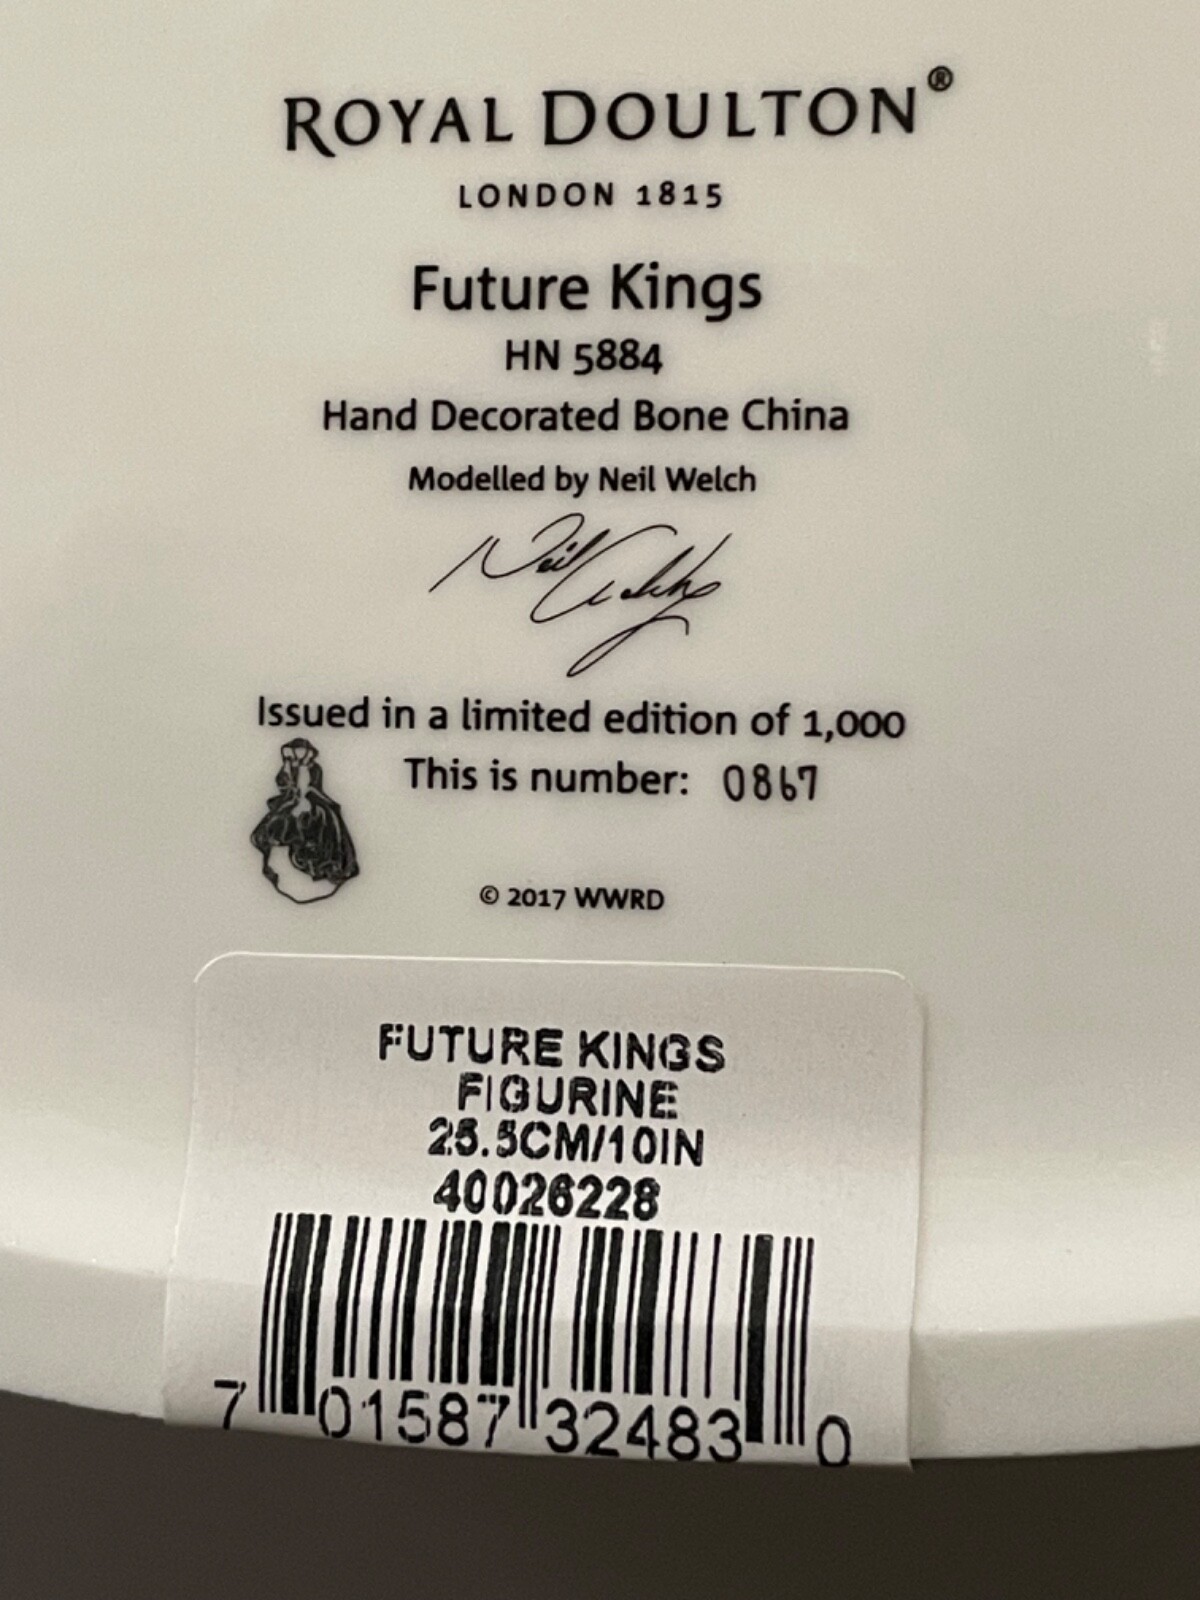 ROYAL DOULTON®
LONDON 1815
Future Kings
HN 5884
Hand Decorated Bone China
Modelled by Neil Welch
Neil Welch
Issued in a limited edition of 1,000
This is number: 0867
© 2017 WWRD
FUTURE KINGS
FIGURINE
25.5CM/10IN
40026228
7 01587 32483 0